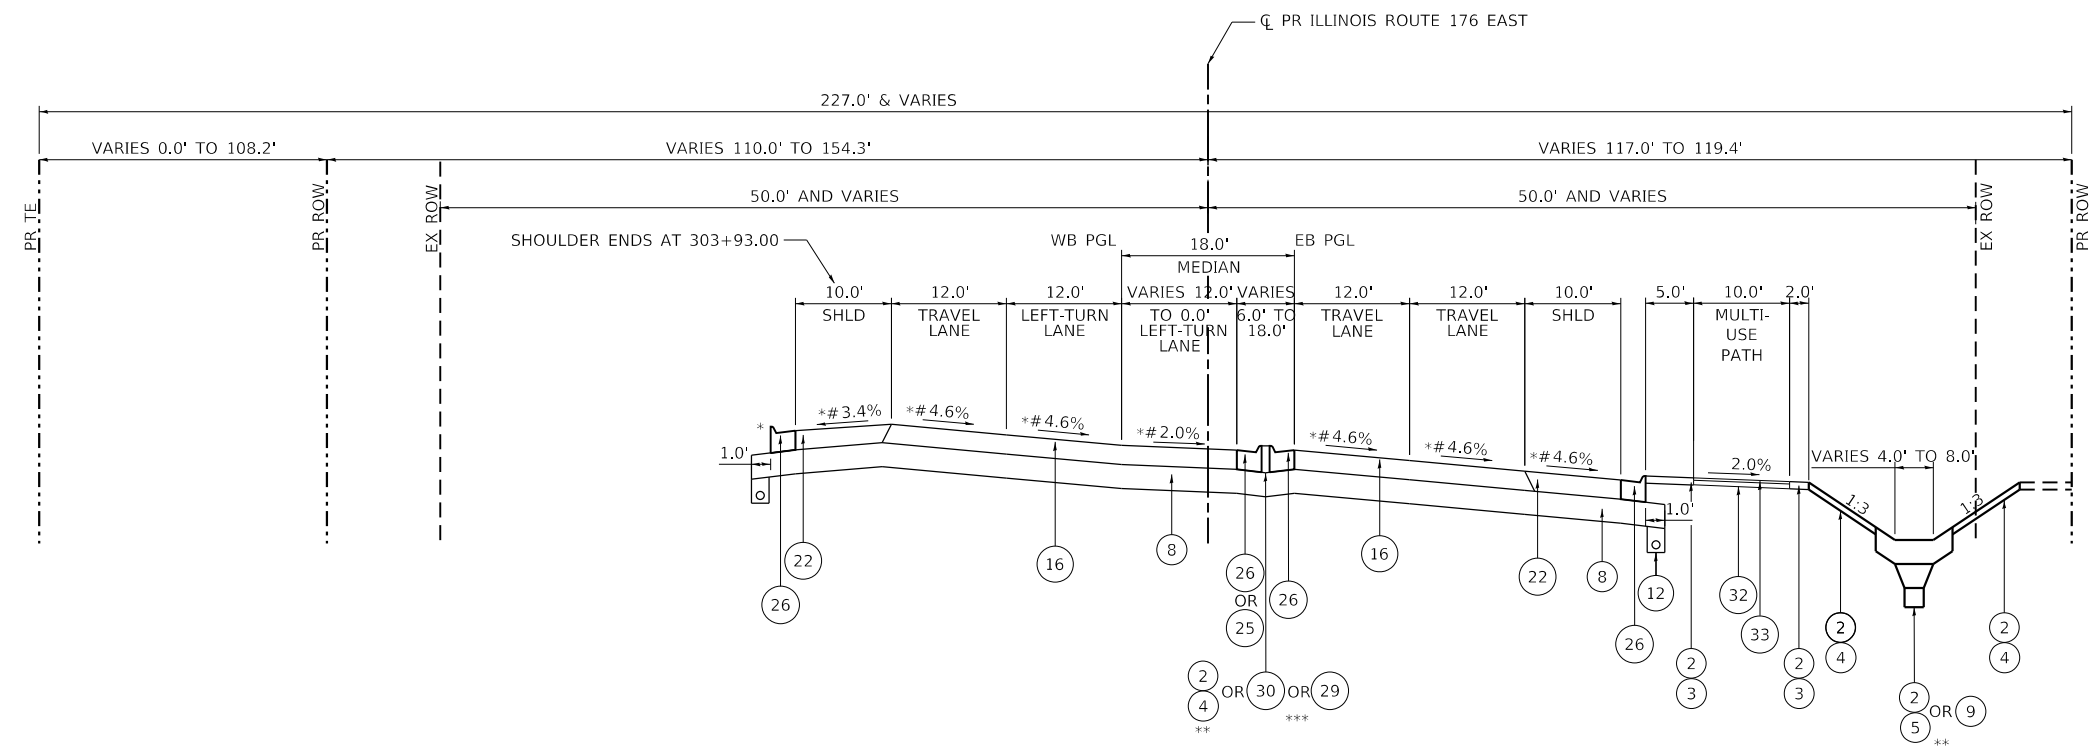 ℄ PR ILLINOIS ROUTE 176 EAST
227.0' & VARIES
VARIES 0.0' TO 108.2'
VARIES 110.0' TO 154.3'
VARIES 117.0' TO 119.4'
50.0' AND VARIES
50.0' AND VARIES
PR TE
PR ROW
EX ROW
EX ROW
PR ROW
SHOULDER ENDS AT 303+93.00
WB PGL
18.0'
MEDIAN
EB PGL
10.0'
SHLD
12.0'
TRAVEL
LANE
12.0'
LEFT-TURN
LANE
VARIES 12.0'
TO 0.0'
LEFT-TURN
LANE
VARIES
6.0' TO
18.0'
12.0'
TRAVEL
LANE
12.0'
TRAVEL
LANE
10.0'
SHLD
5.0'
10.0'
MULTI-
USE
PATH
2.0'
*
*#3.4%
*#4.6%
*#4.6%
*#2.0%
*#4.6%
*#4.6%
*#4.6%
2.0%
VARIES 4.0' TO 8.0'
1:3
1:3
1.0'
1.0'
22
26
16
8
26
OR
25
26
16
22
8
12
26
32
33
2
3
2
3
2
4
2
4
2
4
**
OR 30 OR 29
***
2
5
OR 9
**